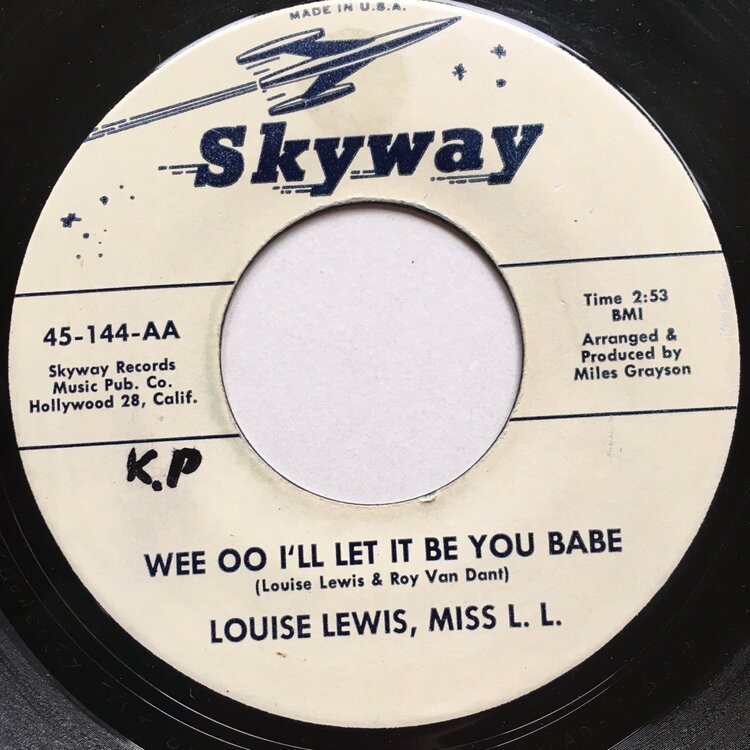 MADE IN U.S.A.
Skyway
45-144-AA
Skyway Records
Music Pub. Co.
Hollywood 28, Calif.
Time 2:53
BMI
Arranged &
Produced by
Miles Grayson
K.P
WEE OO I'LL LET IT BE YOU BABE
(Louise Lewis & Roy Van Dant)
LOUISE LEWIS, MISS L. L.